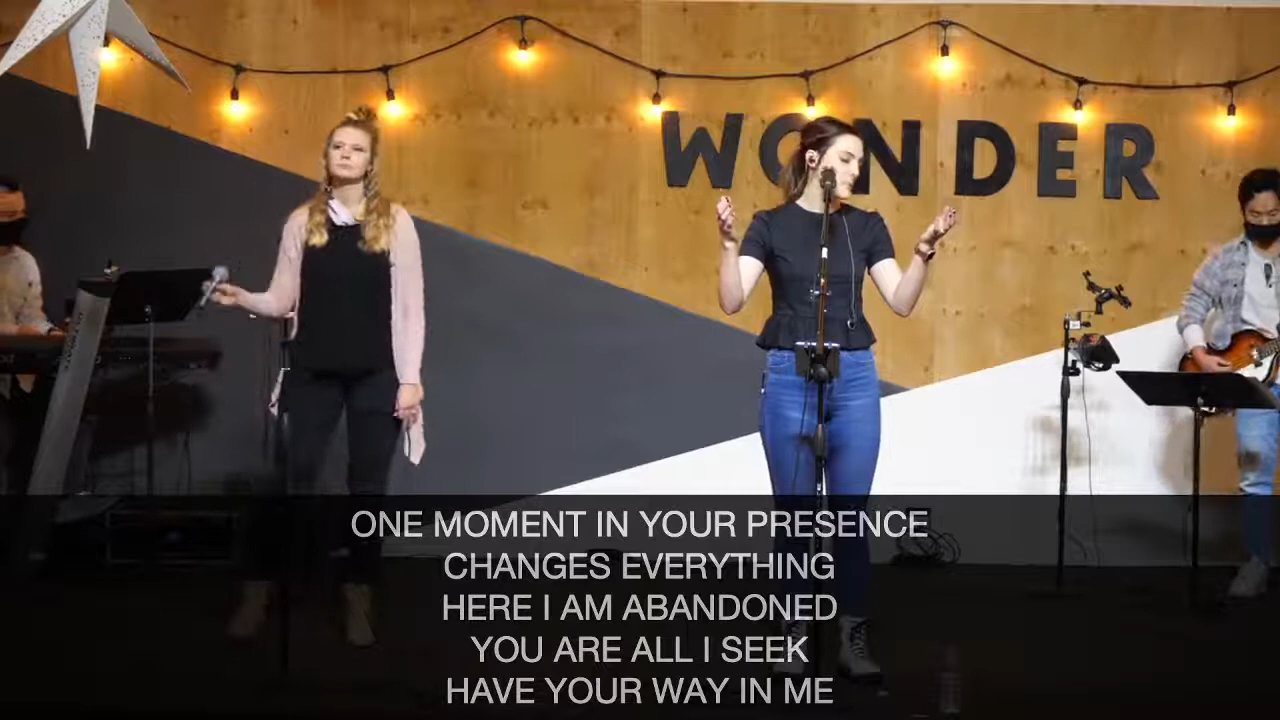 WONDER
ONE MOMENT IN YOUR PRESENCE
CHANGES EVERYTHING
HERE I AM ABANDONED
YOU ARE ALL I SEEK
HAVE YOUR WAY IN ME